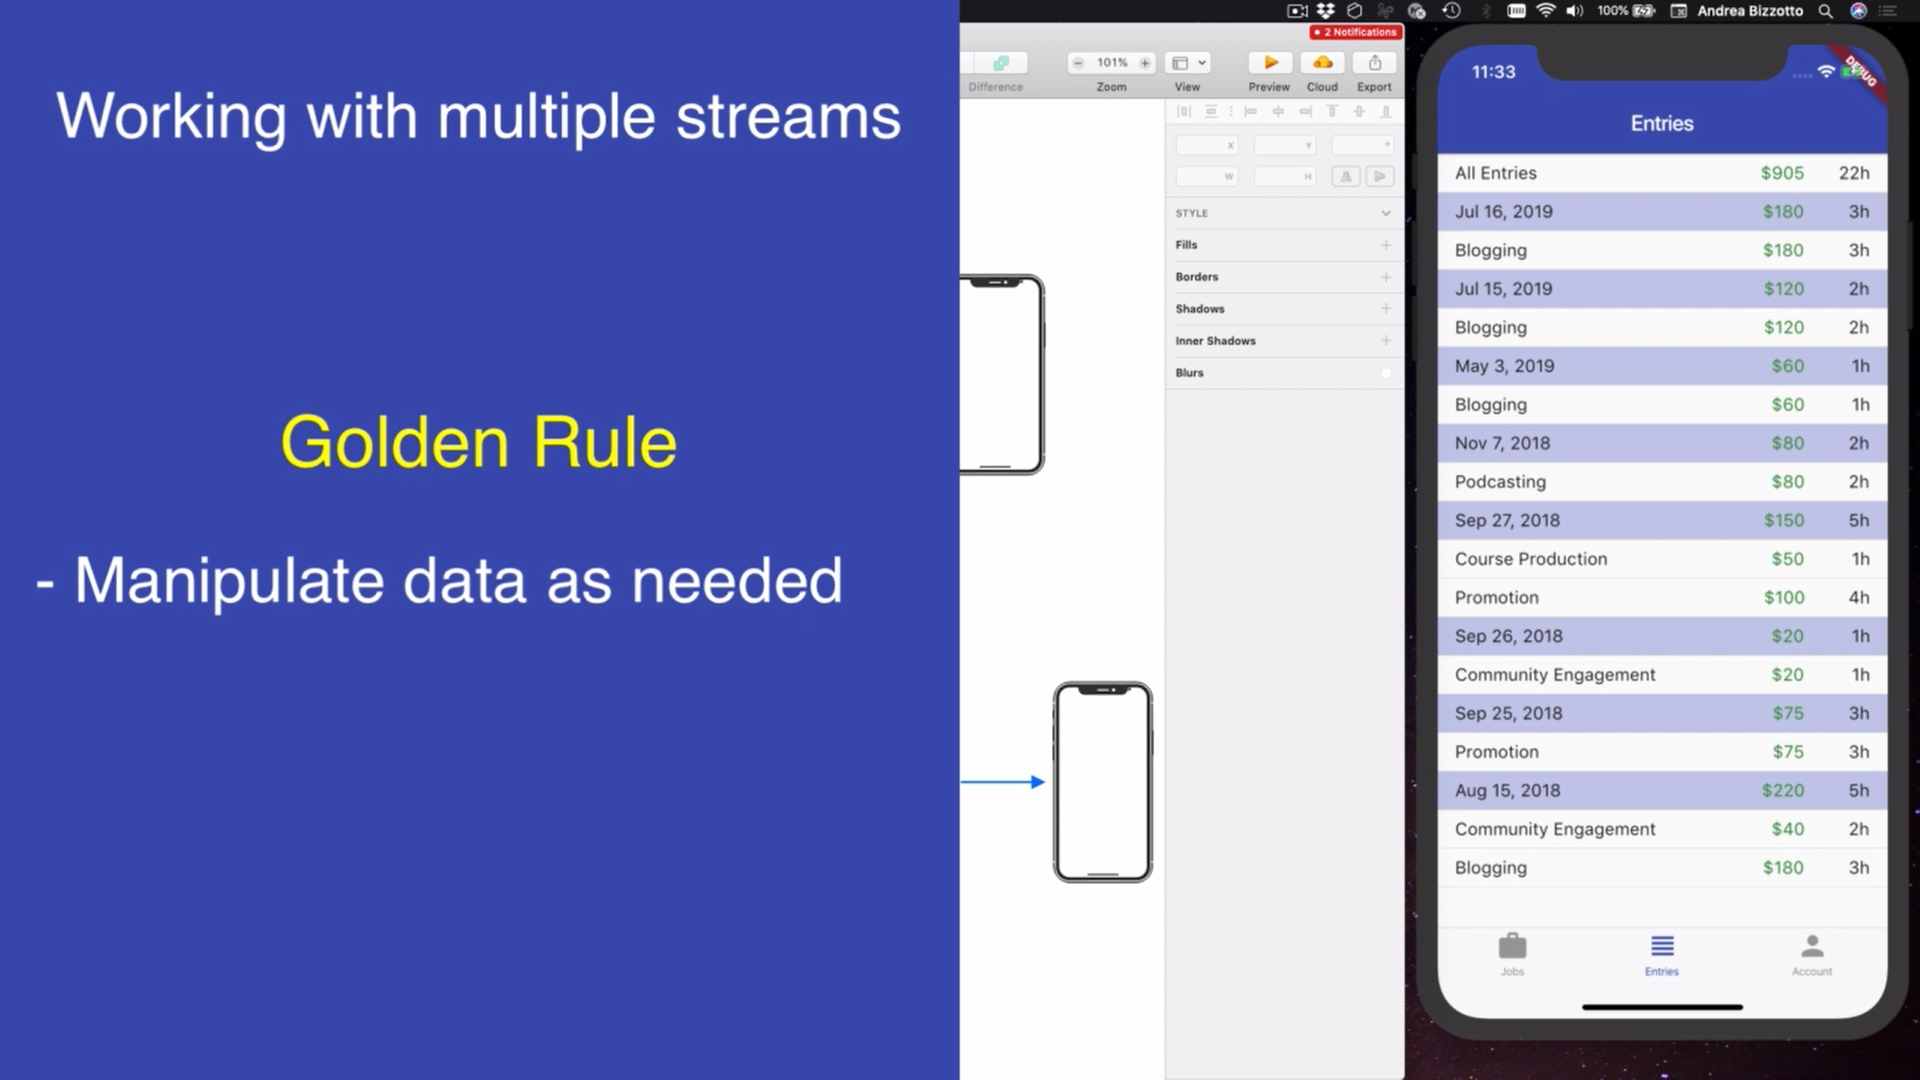 Working with multiple streams
Golden Rule
- Manipulate data as needed
100%
Andrea Bizzotto
2 Notifications
Difference
101%
Zoom
View
Preview
Cloud
Export
X
Y
°
W
H
STYLE
Fills
Borders
Shadows
Inner Shadows
Blurs
11:33
DEBUG
Entries
All Entries $905 22h
Jul 16, 2019 $180 3h
Blogging $180 3h
Jul 15, 2019 $120 2h
Blogging $120 2h
May 3, 2019 $60 1h
Blogging $60 1h
Nov 7, 2018 $80 2h
Podcasting $80 2h
Sep 27, 2018 $150 5h
Course Production $50 1h
Promotion $100 4h
Sep 26, 2018 $20 1h
Community Engagement $20 1h
Sep 25, 2018 $75 3h
Promotion $75 3h
Aug 15, 2018 $220 5h
Community Engagement $40 2h
Blogging $180 3h
Jobs
Entries
Account